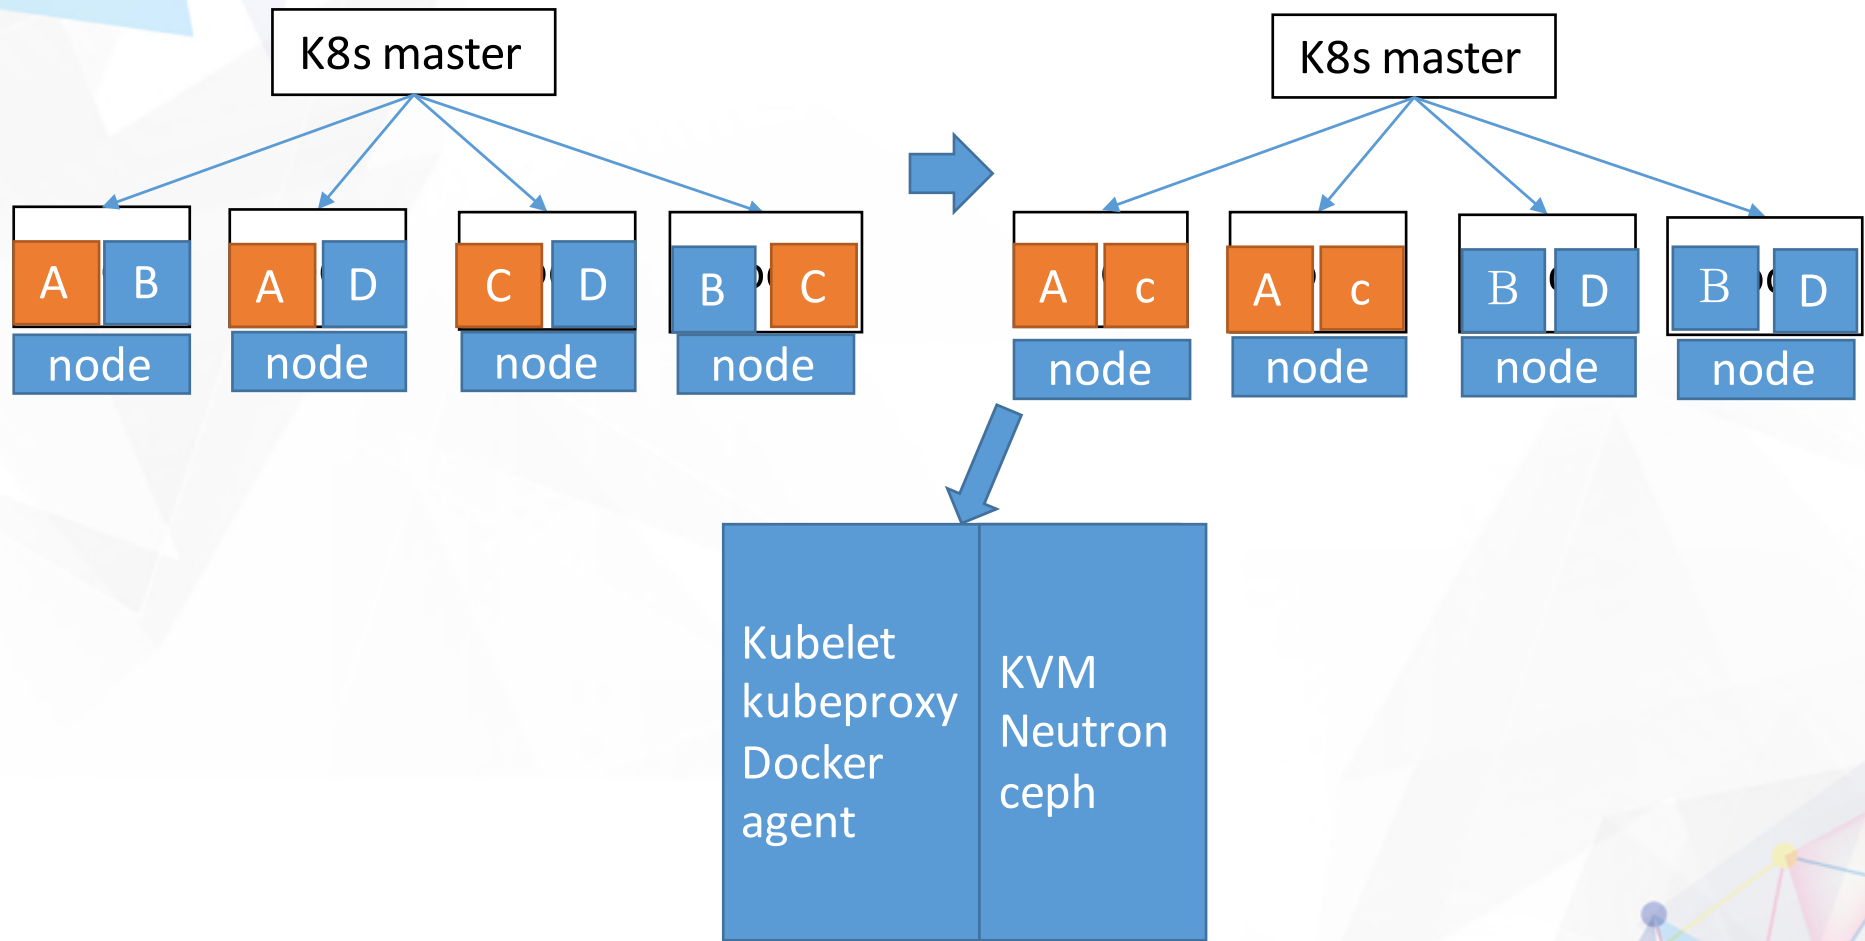 K8s master
K8s master
A B
A D
C D
B C
A c
A c
B D
B D
node
node
node
node
node
node
node
node
Kubelet
kubeproxy
Docker
agent
KVM
Neutron
ceph